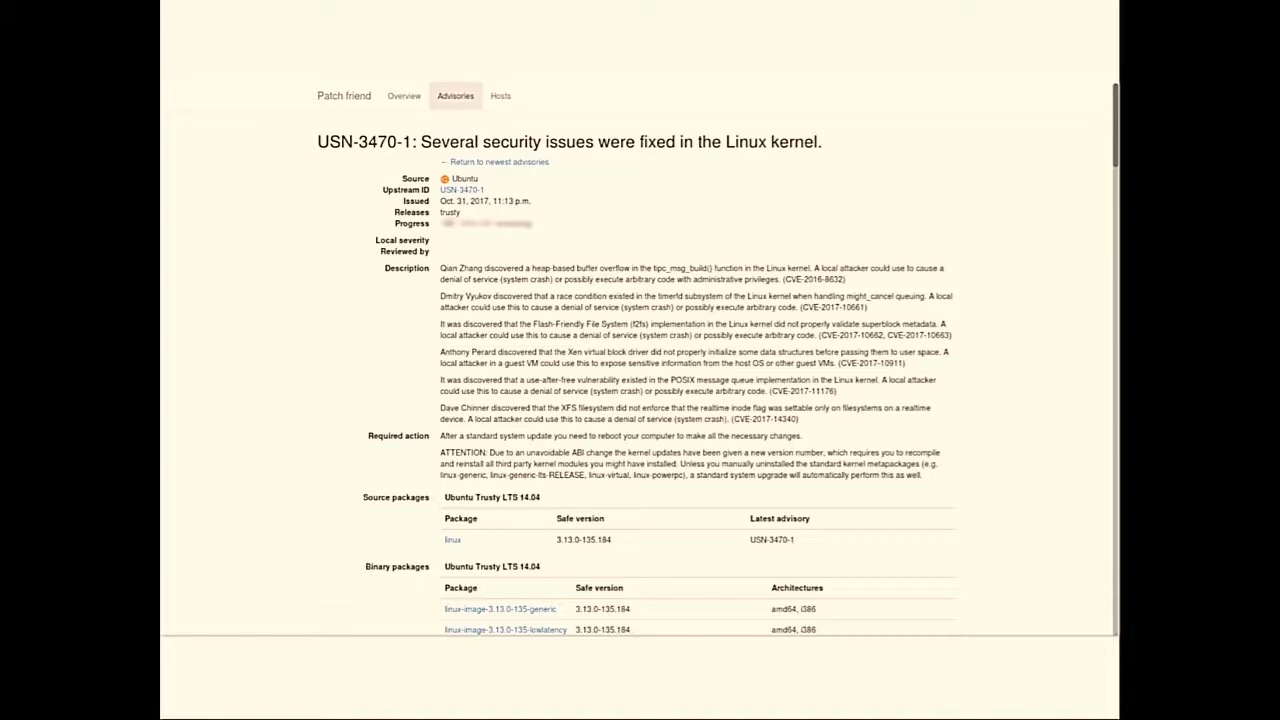 Patch friend Overview Advisories Hosts
USN-3470-1: Several security issues were fixed in the Linux kernel.
← Return to newest advisories
Source Ubuntu
Upstream ID USN-3470-1
Issued Oct. 31, 2017, 11:13 p.m.
Releases trusty
Progress
Local severity
Reviewed by
Description Qian Zhang discovered a heap-based buffer overflow in the tipc_msg_build() function in the Linux kernel. A local attacker could use to cause a
denial of service (system crash) or possibly execute arbitrary code with administrative privileges. (CVE-2016-8632)
Dmitry Vyukov discovered that a race condition existed in the timerfd subsystem of the Linux kernel when handling might_cancel queuing. A local
attacker could use this to cause a denial of service (system crash) or possibly execute arbitrary code. (CVE-2017-10661)
It was discovered that the Flash-Friendly File System (f2fs) implementation in the Linux kernel did not properly validate superblock metadata. A
local attacker could use this to cause a denial of service (system crash) or possibly execute arbitrary code. (CVE-2017-10662, CVE-2017-10663)
Anthony Perard discovered that the Xen virtual block driver did not properly initialize some data structures before passing them to user space. A
local attacker in a guest VM could use this to expose sensitive information from the host OS or other guest VMs. (CVE-2017-10911)
It was discovered that a use-after-free vulnerability existed in the POSIX message queue implementation in the Linux kernel. A local attacker
could use this to cause a denial of service (system crash) or possibly execute arbitrary code. (CVE-2017-11176)
Dave Chinner discovered that the XFS filesystem did not enforce that the realtime inode flag was settable only on filesystems on a realtime
device. A local attacker could use this to cause a denial of service (system crash). (CVE-2017-14340)
Required action After a standard system update you need to reboot your computer to make all the necessary changes.
ATTENTION: Due to an unavoidable ABI change the kernel updates have been given a new version number, which requires you to recompile
and reinstall all third party kernel modules you might have installed. Unless you manually uninstalled the standard kernel metapackages (e.g.
linux-generic, linux-generic-lts-RELEASE, linux-virtual, linux-powerpc), a standard system upgrade will automatically perform this as well.
Source packages Ubuntu Trusty LTS 14.04
Package Safe version Latest advisory
linux 3.13.0-135.184 USN-3470-1
Binary packages Ubuntu Trusty LTS 14.04
Package Safe version Architectures
linux-image-3.13.0-135-generic 3.13.0-135.184 amd64, i386
linux-image-3.13.0-135-lowlatency 3.13.0-135.184 amd64, i386